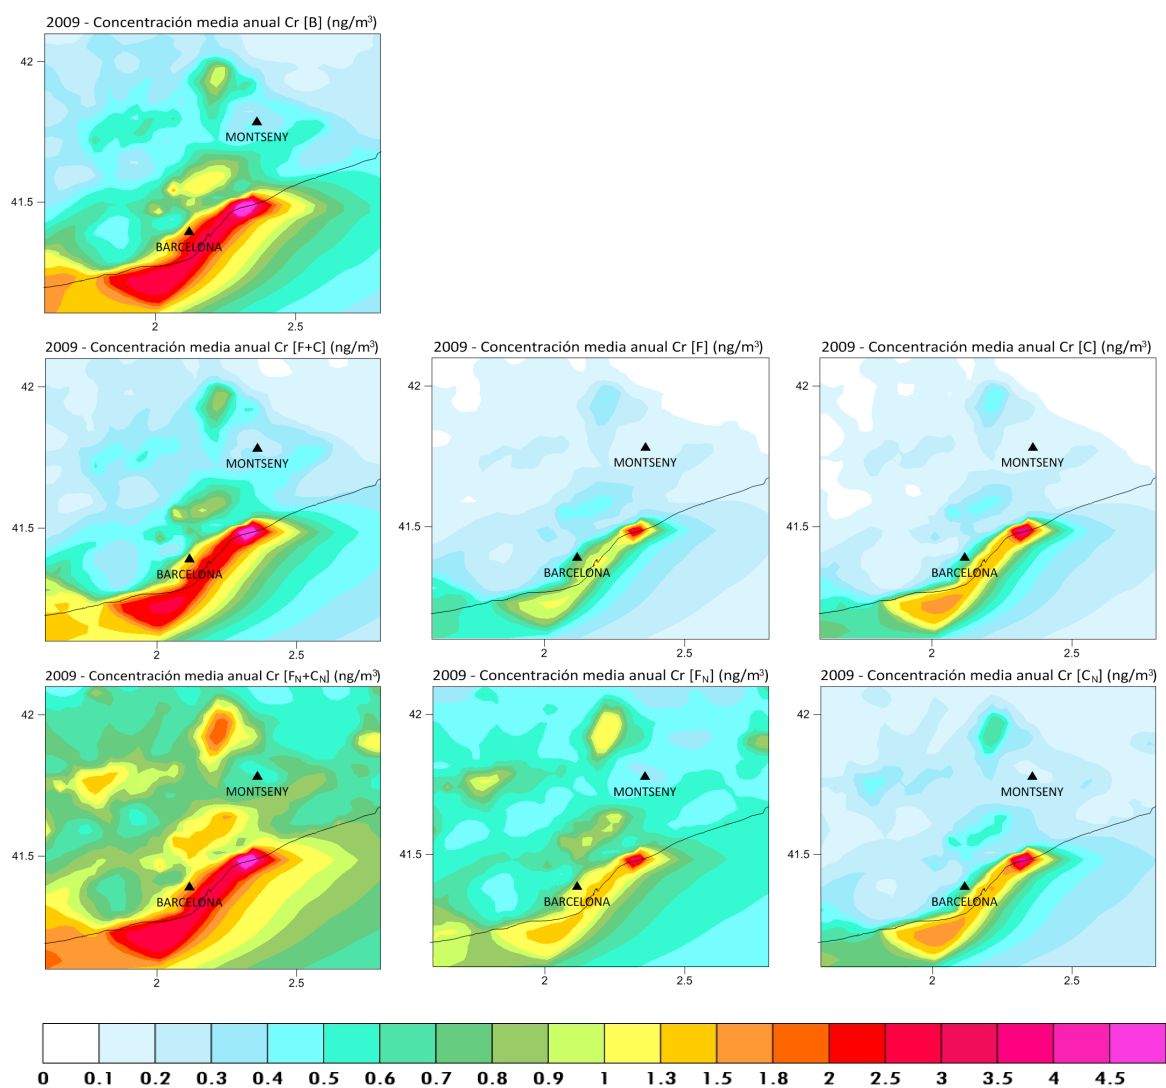 2009 - Concentración media anual Cr [B] (ng/m³)
42
MONTSENY
41.5
BARCELONA
2 2.5
2009 - Concentración media anual Cr [F+C] (ng/m³) 2009 - Concentración media anual Cr [F] (ng/m³) 2009 - Concentración media anual Cr [C] (ng/m³)
42 42 42
MONTSENY MONTSENY MONTSENY
41.5 41.5 41.5
BARCELONA BARCELONA BARCELONA
2 2.5 2 2.5 2 2.5
2009 - Concentración media anual Cr [F_N+C_N] (ng/m³) 2009 - Concentración media anual Cr [F_N] (ng/m³) 2009 - Concentración media anual Cr [C_N] (ng/m³)
42 42 42
MONTSENY MONTSENY MONTSENY
41.5 41.5 41.5
BARCELONA BARCELONA BARCELONA
2 2.5 2 2.5 2 2.5
0 0.1 0.2 0.3 0.4 0.5 0.6 0.7 0.8 0.9 1 1.3 1.5 1.8 2 2.5 3 3.5 4 4.5